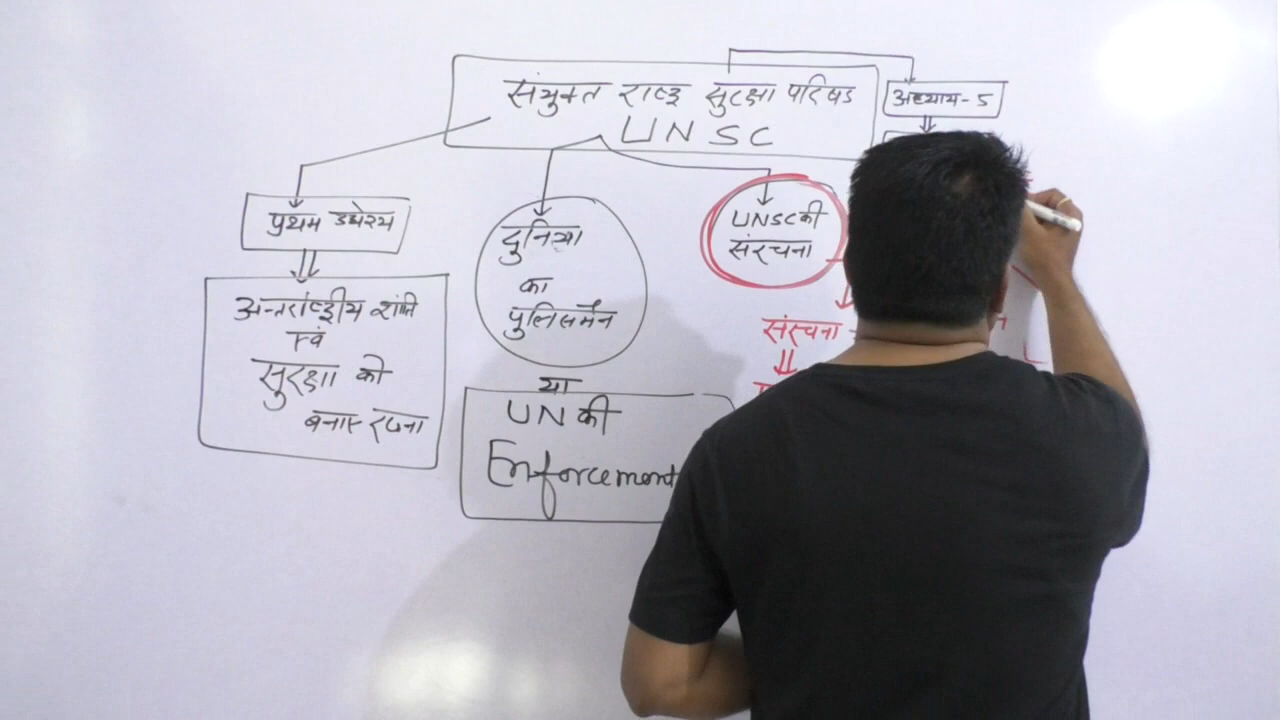 संयुक्त राष्ट्र सुरक्षा परिषद
UNSC
अध्याय-5
प्रथम उद्देश्य
अन्तर्राष्ट्रीय शांति
एवं
सुरक्षा को
बनाए रखना
दुनिया
का
पुलिसमैन
या
UN की
Enforcement
UNSC की
संरचना
संरचना